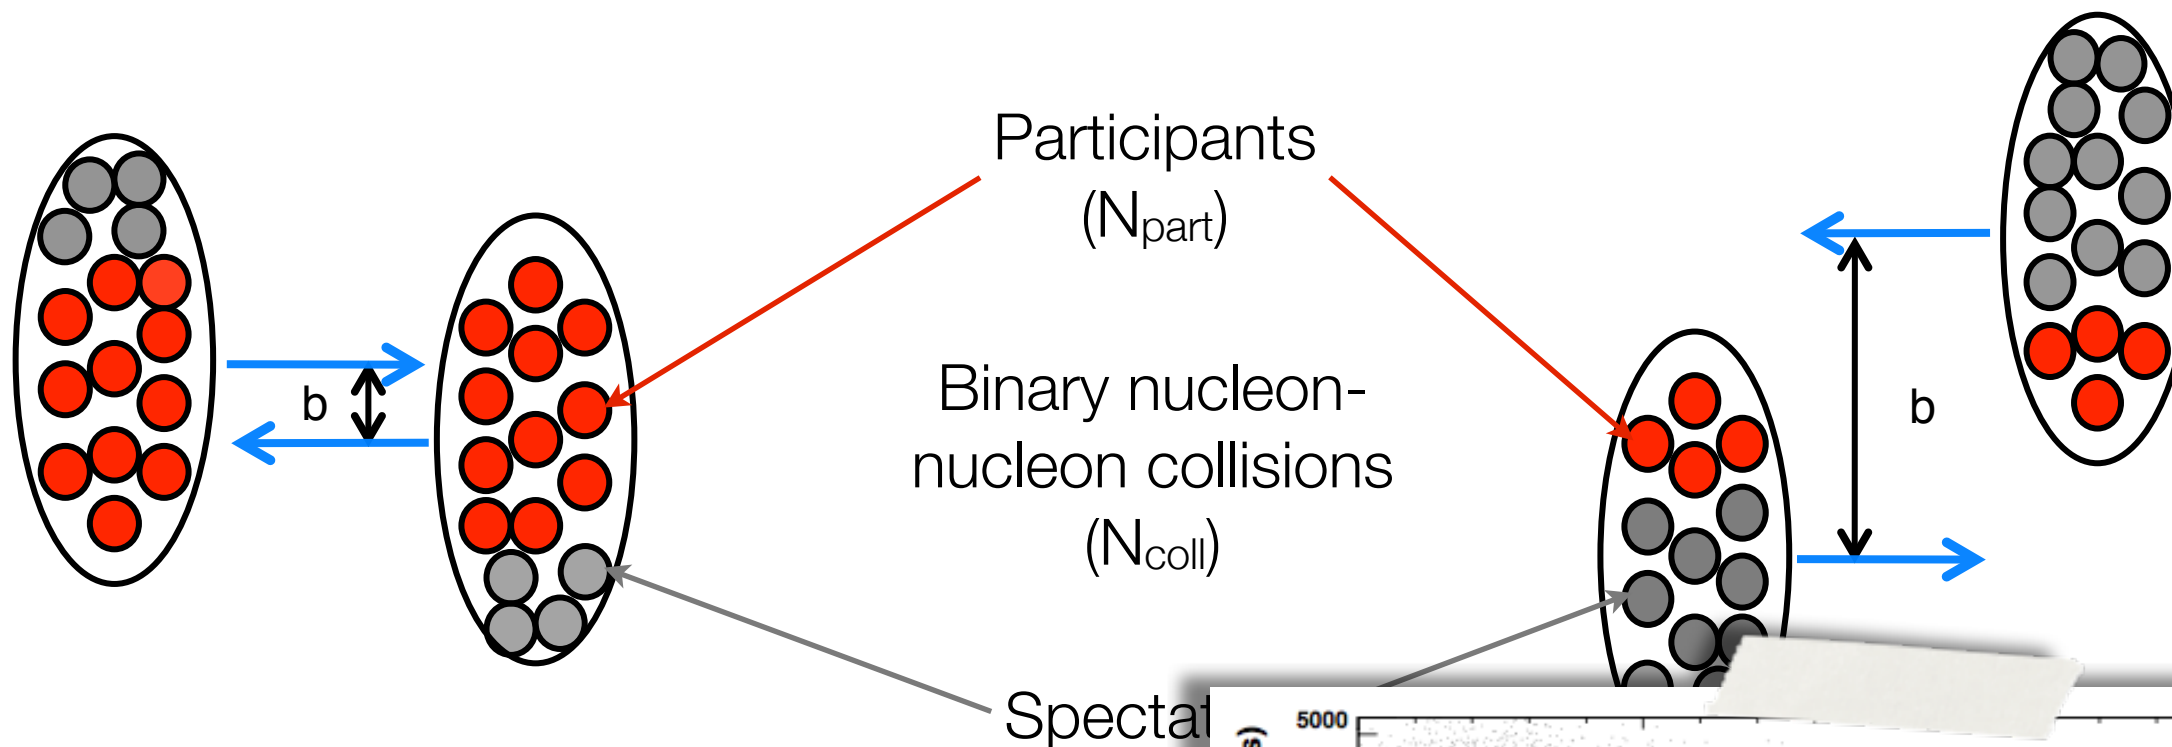 Participants
(Npart)
b
Binary nucleon-
nucleon collisions
(Ncoll)
b
5000